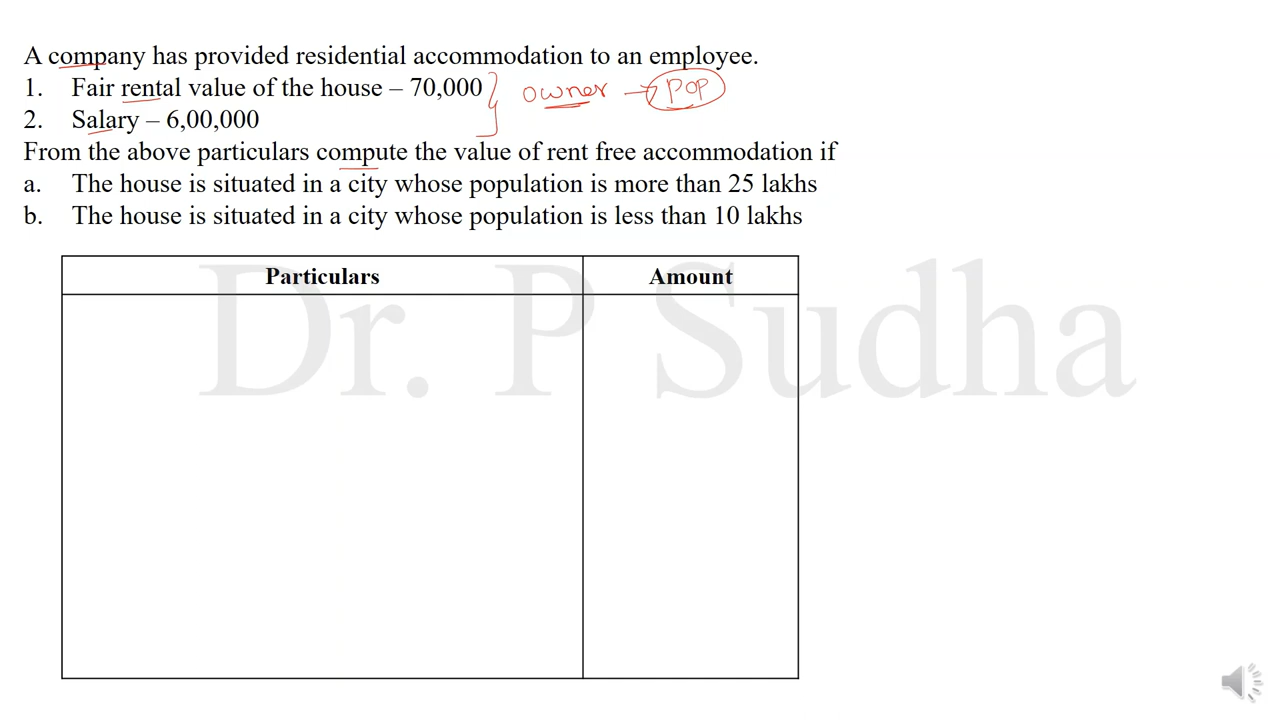 A company has provided residential accommodation to an employee.
1. Fair rental value of the house – 70,000
owner → POP
2. Salary – 6,00,000
From the above particulars compute the value of rent free accommodation if
a. The house is situated in a city whose population is more than 25 lakhs
b. The house is situated in a city whose population is less than 10 lakhs
Particulars Amount
Dr. P Sudha